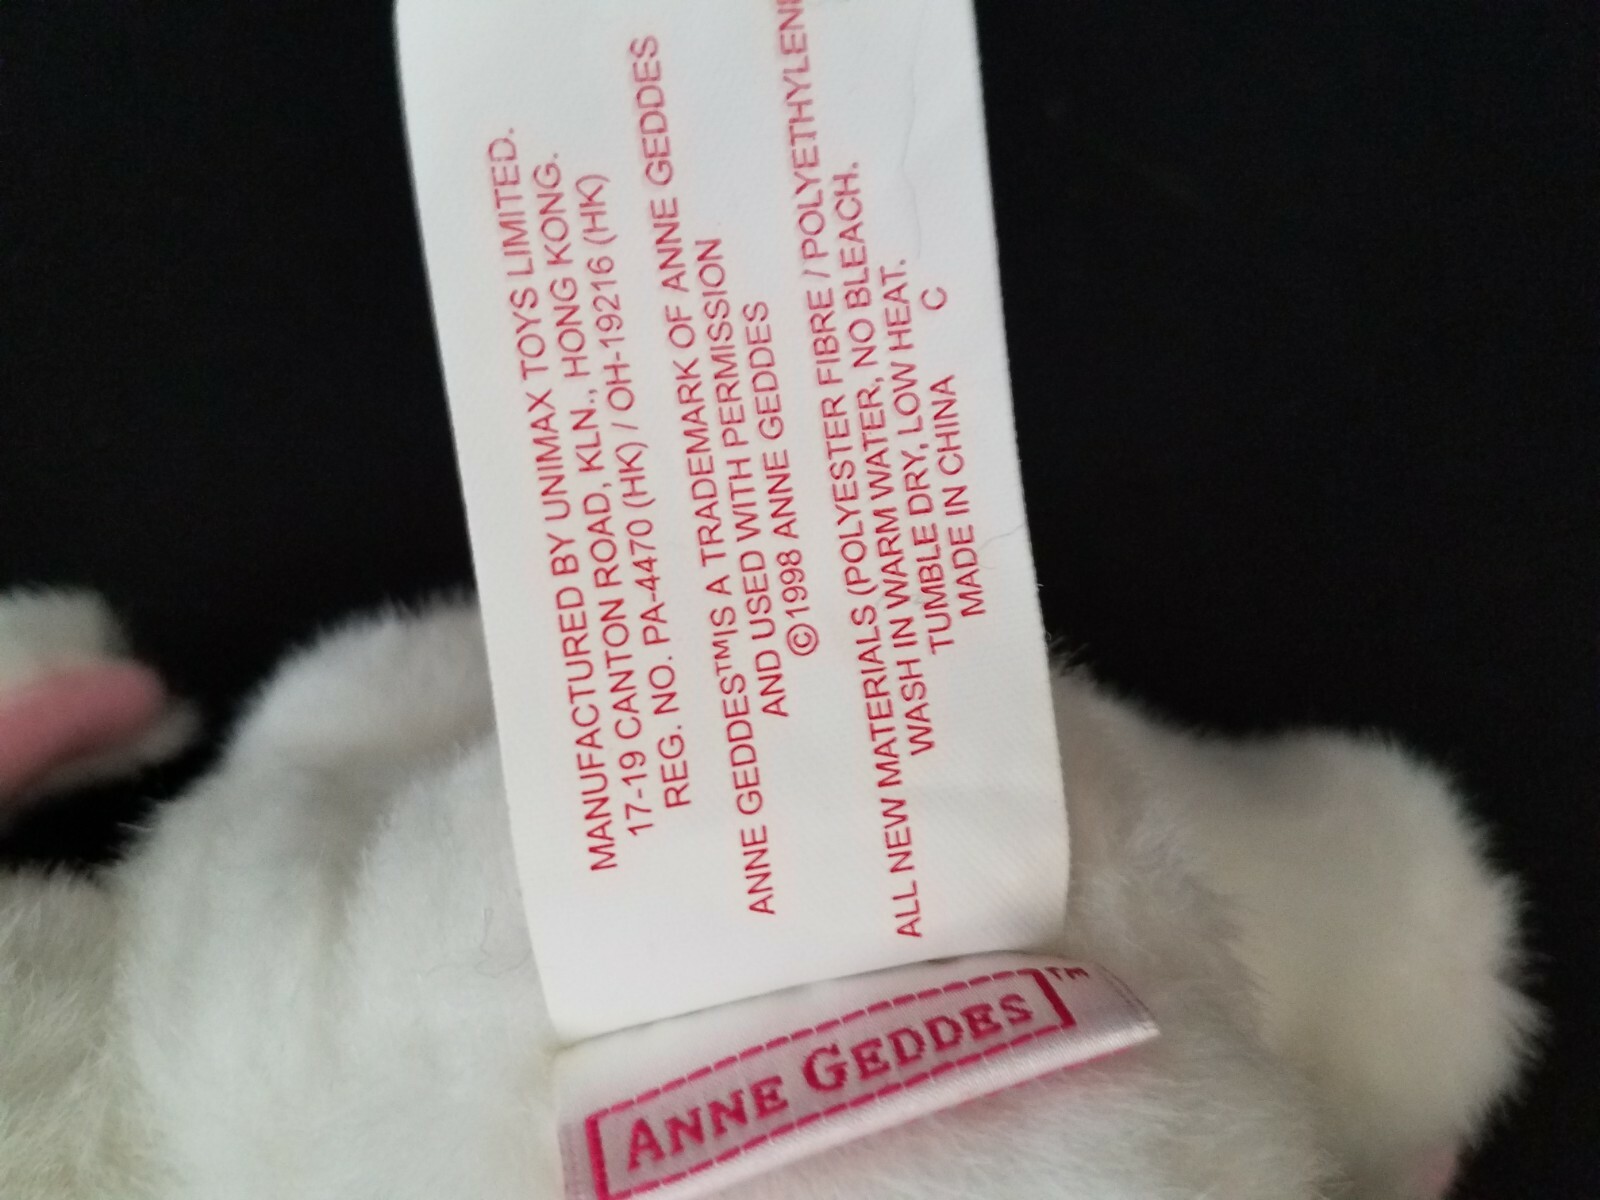 MANUFACTURED BY UNIMAX TOYS LIMITED.
17-19 CANTON ROAD, KLN., HONG KONG.
REG. NO. PA-4470 (HK) / OH-19216 (HK)
ANNE GEDDES™IS A TRADEMARK OF ANNE GEDDES
AND USED WITH PERMISSION
©1998 ANNE GEDDES
ALL NEW MATERIALS (POLYESTER FIBRE / POLYETHYLENE
WASH IN WARM WATER, NO BLEACH.
TUMBLE DRY, LOW HEAT.
MADE IN CHINA C
ANNE GEDDES™